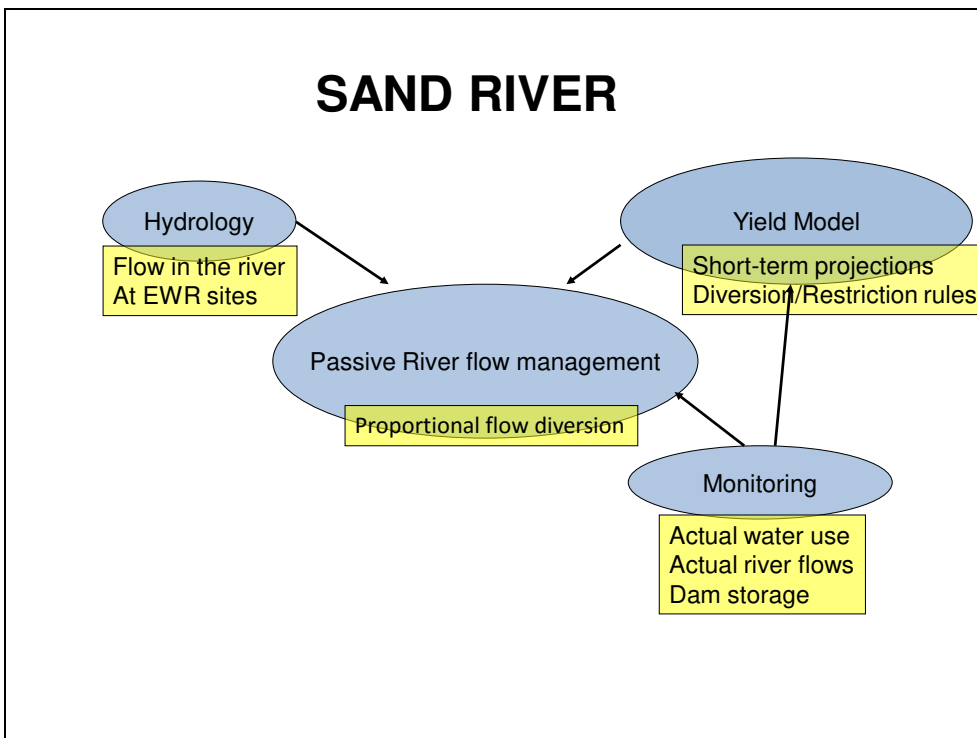 SAND RIVER
Hydrology
Flow in the river
At EWR sites
Yield Model
Short-term projections
Diversion/Restriction rules
Passive River flow management
Proportional flow diversion
Monitoring
Actual water use
Actual river flows
Dam storage